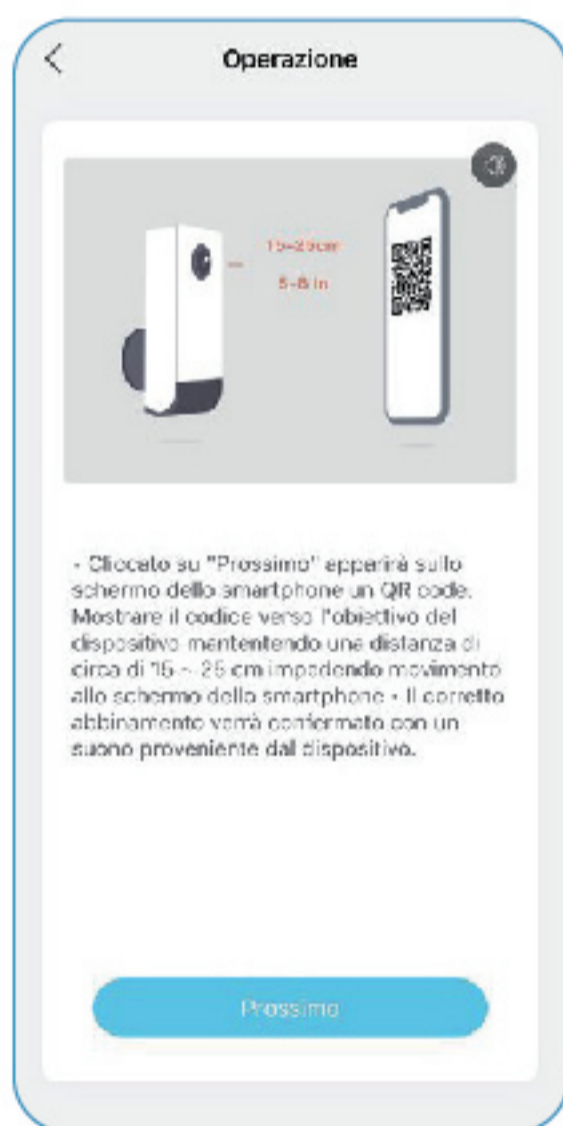 Operazione
15-25cm
5-8 in
- Cliccato su "Prossimo" apparirà sullo
schermo dello smartphone un QR code.
Mostrare il codice verso l'obiettivo del
dispositivo mantentendo una distanza di
circa di 15 ~ 25 cm impedendo movimento
allo schermo dello smartphone • Il corretto
abbinamento verrà confermato con un
suono proveniente dal dispositivo.
Prossimo